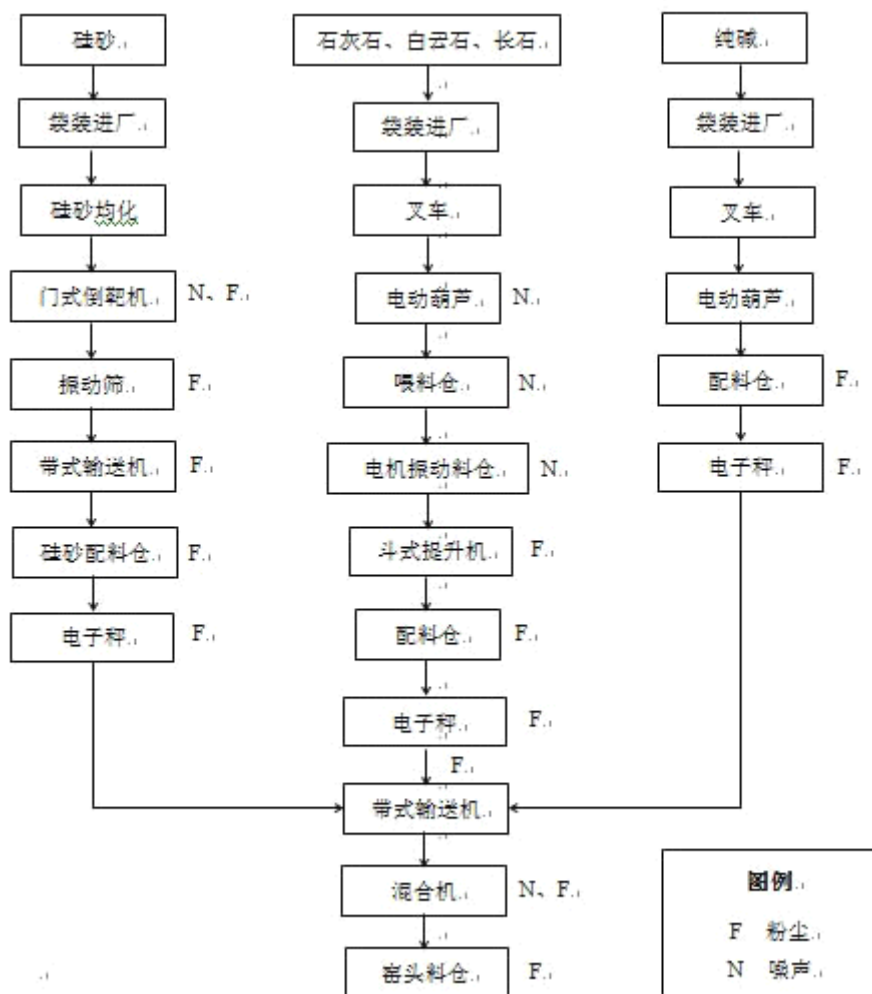 硅砂
石灰石、白云石、长石
纯碱
袋装进厂
袋装进厂
袋装进厂
硅砂均化
叉车
叉车
门式倒靶机
N、F
电动葫芦
N
电动葫芦
振动筛
F
喂料仓
N
配料仓
F
带式输送机
F
电机振动料仓
N
电子秤
F
硅砂配料仓
F
斗式提升机
F
电子秤
F
配料仓
F
电子秤
F
F
带式输送机
混合机
N、F
窑头料仓
F
图例
F 粉尘
N 噪声